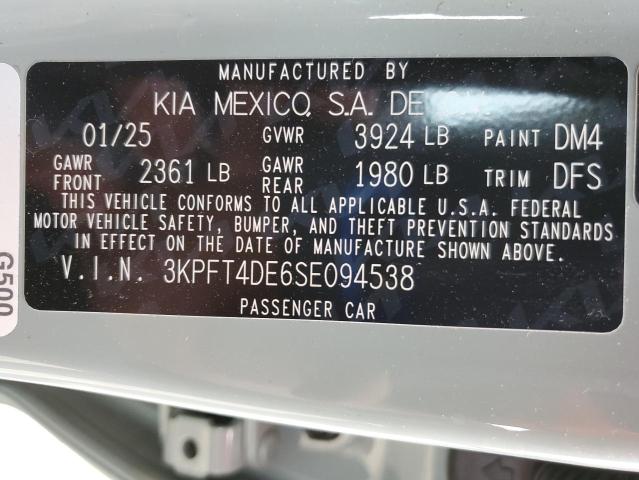 MANUFACTURED BY
KIA MEXICO, S.A. DE
01/25 GVWR 3924 LB PAINT DM4
GAWR FRONT 2361 LB GAWR REAR 1980 LB TRIM DFS
THIS VEHICLE CONFORMS TO ALL APPLICABLE U.S.A. FEDERAL
MOTOR VEHICLE SAFETY, BUMPER, AND THEFT PREVENTION STANDARDS
IN EFFECT ON THE DATE OF MANUFACTURE SHOWN ABOVE.
V.I.N. 3KPFT4DE6SE094538
PASSENGER CAR
G500